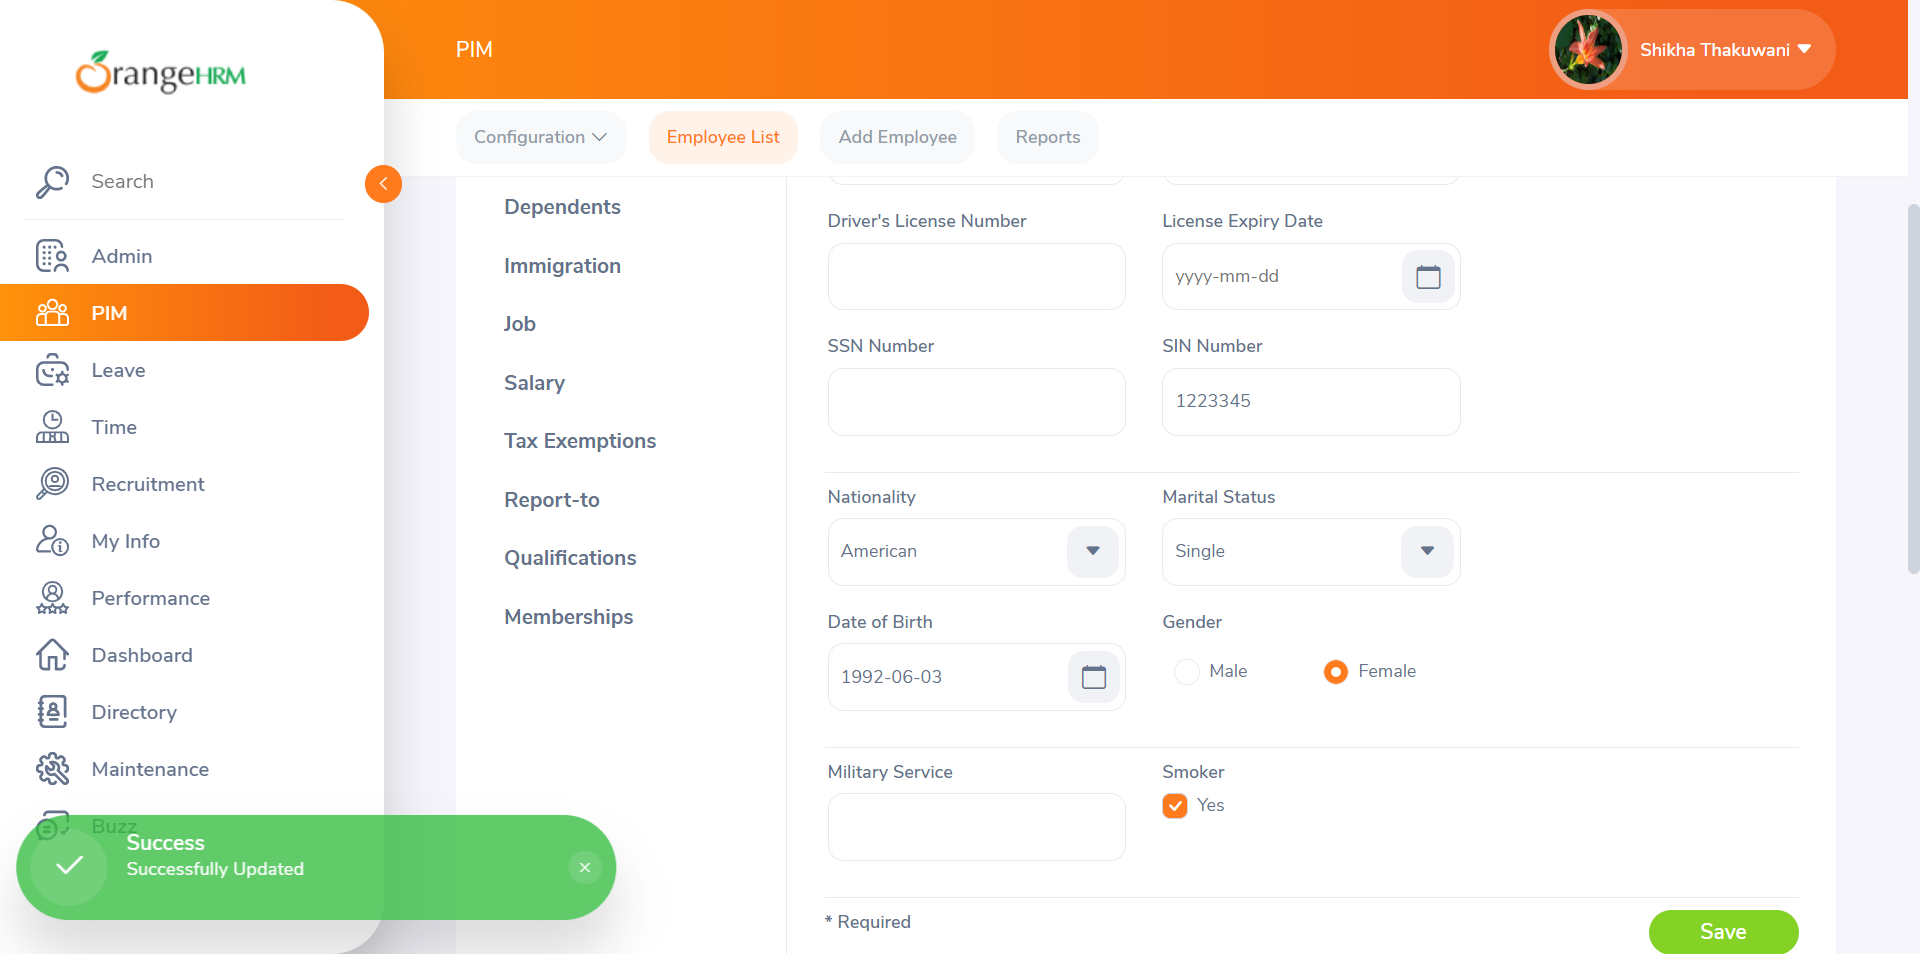 OrangeHRM
PIM
Shikha Thakuwani
Configuration
Employee List
Add Employee
Reports
Search
Admin
PIM
Leave
Time
Recruitment
My Info
Performance
Dashboard
Directory
Maintenance
Buzz
Dependents
Immigration
Job
Salary
Tax Exemptions
Report-to
Qualifications
Memberships
Driver's License Number
License Expiry Date
yyyy-mm-dd
SSN Number
SIN Number
1223345
Nationality
Marital Status
American
Single
Date of Birth
Gender
1992-06-03
Male
Female
Military Service
Smoker
Yes
* Required
Save
Success
Successfully Updated